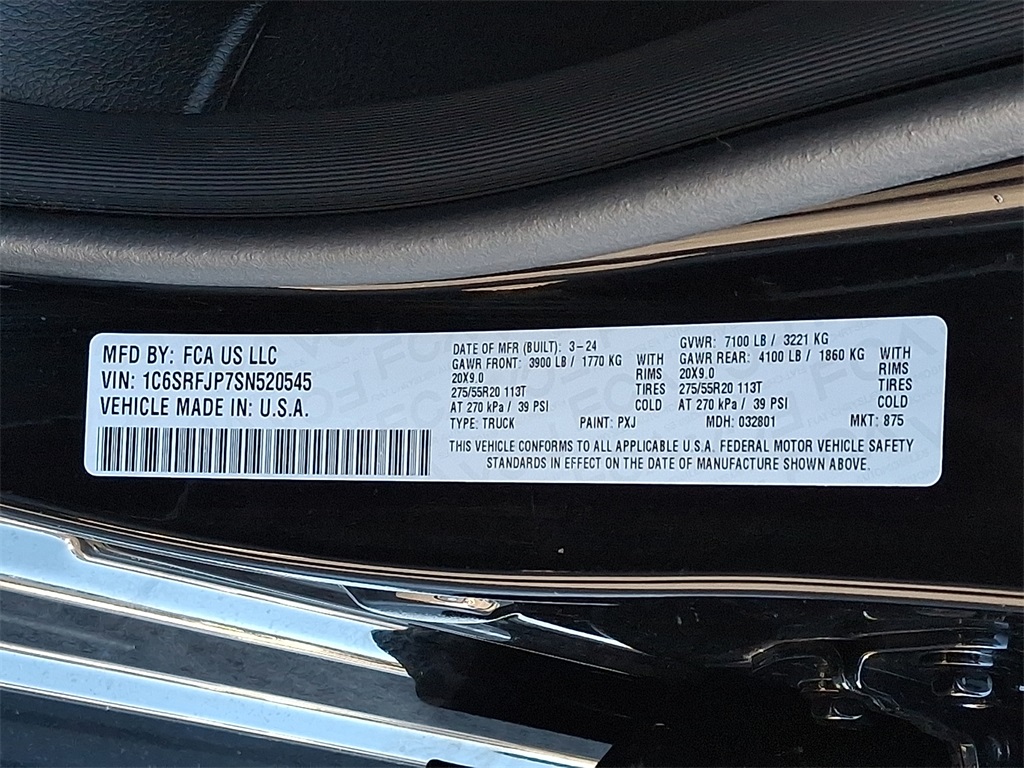 MFD BY: FCA US LLC
VIN: 1C6SRFJP7SN520545
VEHICLE MADE IN: U.S.A.
DATE OF MFR (BUILT): 3-24
GAWR FRONT: 3900 LB / 1770 KG WITH
20X9.0 RIMS
275/55R20 113T TIRES
AT 270 kPa / 39 PSI COLD
GVWR: 7100 LB / 3221 KG
GAWR REAR: 4100 LB / 1860 KG WITH
20X9.0 RIMS
275/55R20 113T TIRES
AT 270 kPa / 39 PSI COLD
TYPE: TRUCK PAINT: PXJ MDH: 032801 MKT: 875
THIS VEHICLE CONFORMS TO ALL APPLICABLE U.S.A. FEDERAL MOTOR VEHICLE SAFETY
STANDARDS IN EFFECT ON THE DATE OF MANUFACTURE SHOWN ABOVE.